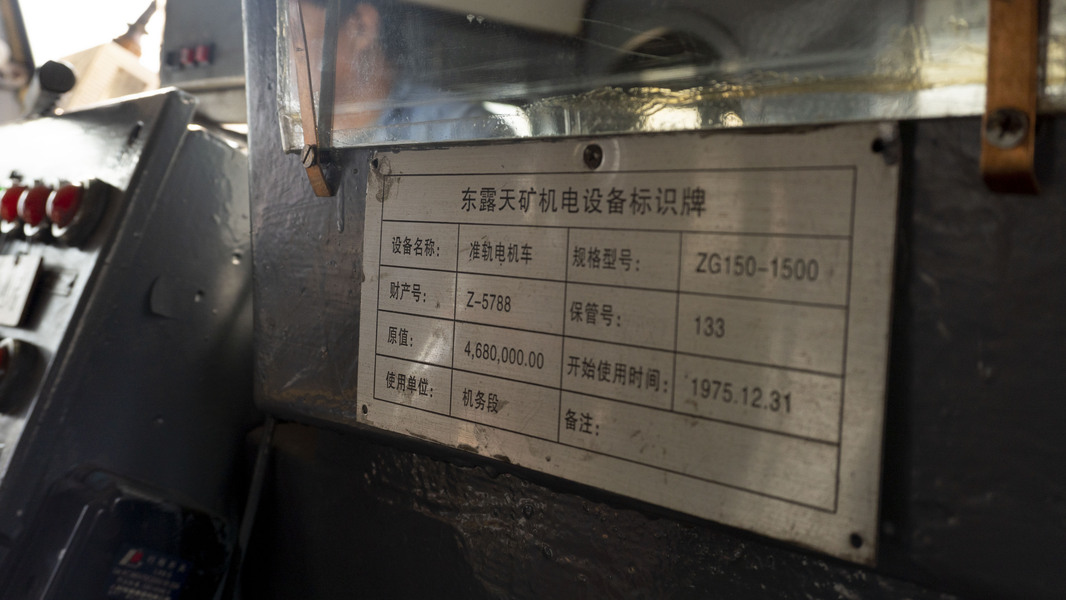 东露天矿机电设备标识牌
设备名称: 准轨电机车 规格型号: ZG150-1500
财产号: Z-5788 保管号: 133
原值: 4,680,000.00 开始使用时间: 1975.12.31
使用单位: 机务段 备注: